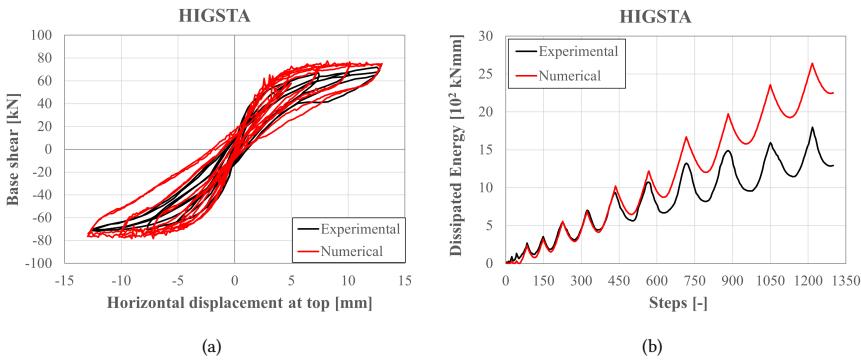 HIGSTA
Base shear [kN]
100
80
60
40
20
0
-20
-40
-60
-80
-100
-15
-10
-5
0
5
10
15
Experimental
Numerical
Horizontal displacement at top [mm]
(a)
HIGSTA
Dissipated Energy [10² kNmm]
30
25
20
15
10
5
0
0
150
300
450
600
750
900
1050
1200
1350
Experimental
Numerical
Steps [-]
(b)